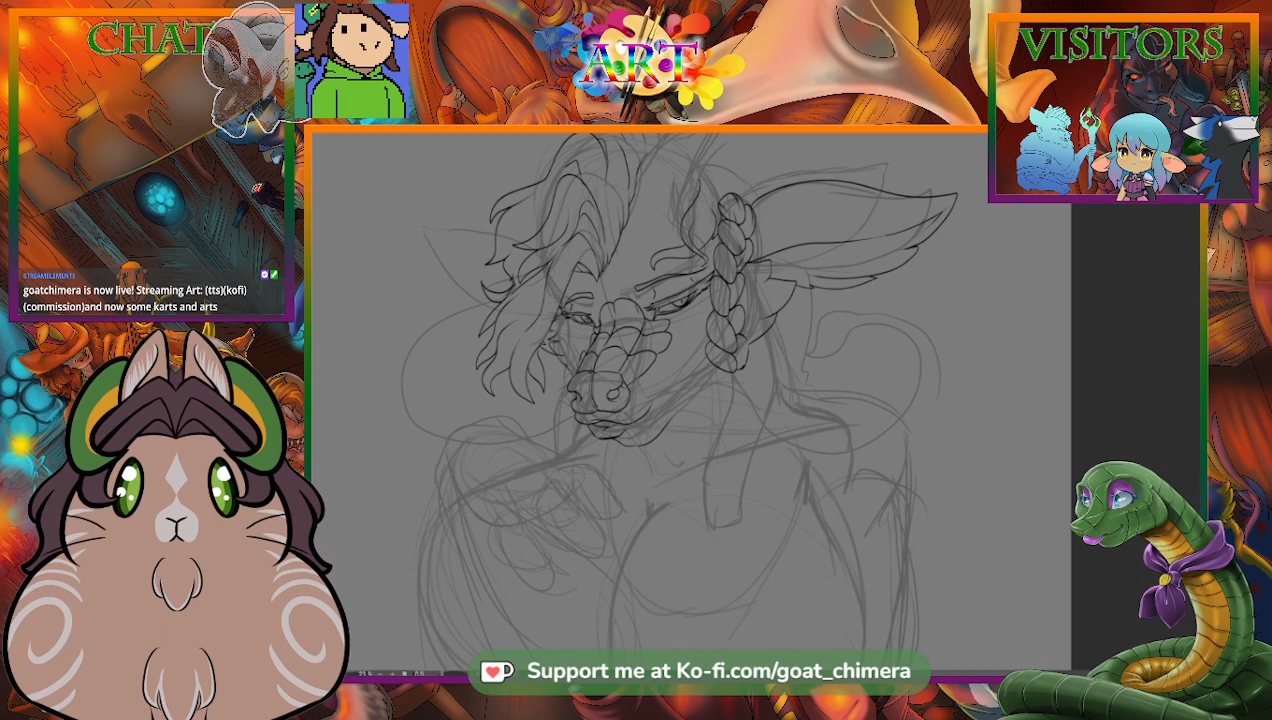 CHAT
ART
VISITORS
STREAMELEMENTS
goatchimera is now live! Streaming Art: (tts)(kofi)
(commission)and now some karts and arts
Support me at Ko-fi.com/goat_chimera